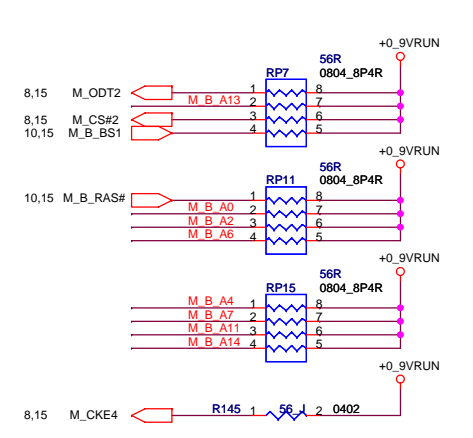 +0_9VRUN
56R
RP7 0804_8P4R
8,15 M_ODT2 1 8
M_B_A13 2 7
8,15 M_CS#2 3 6
10,15 M_B_BS1 4 5
+0_9VRUN
56R
RP11 0804_8P4R
10,15 M_B_RAS# 1 8
M_B_A0 2 7
M_B_A2 3 6
M_B_A6 4 5
+0_9VRUN
56R
RP15 0804_8P4R
M_B_A4 1 8
M_B_A7 2 7
M_B_A11 3 6
M_B_A14 4 5
+0_9VRUN
8,15 M_CKE4 R145 1 56_J 2 0402